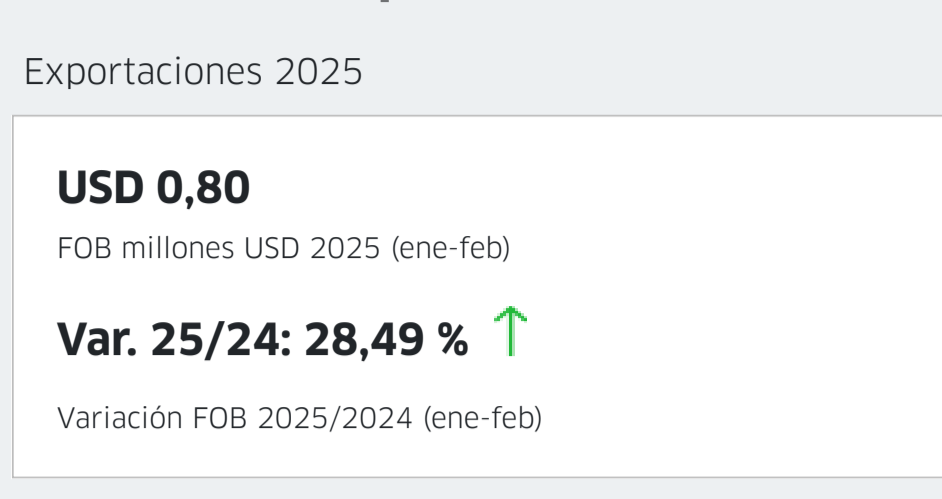 Exportaciones 2025
USD 0,80
FOB millones USD 2025 (ene-feb)
Var. 25/24: 28,49 %
Variación FOB 2025/2024 (ene-feb)